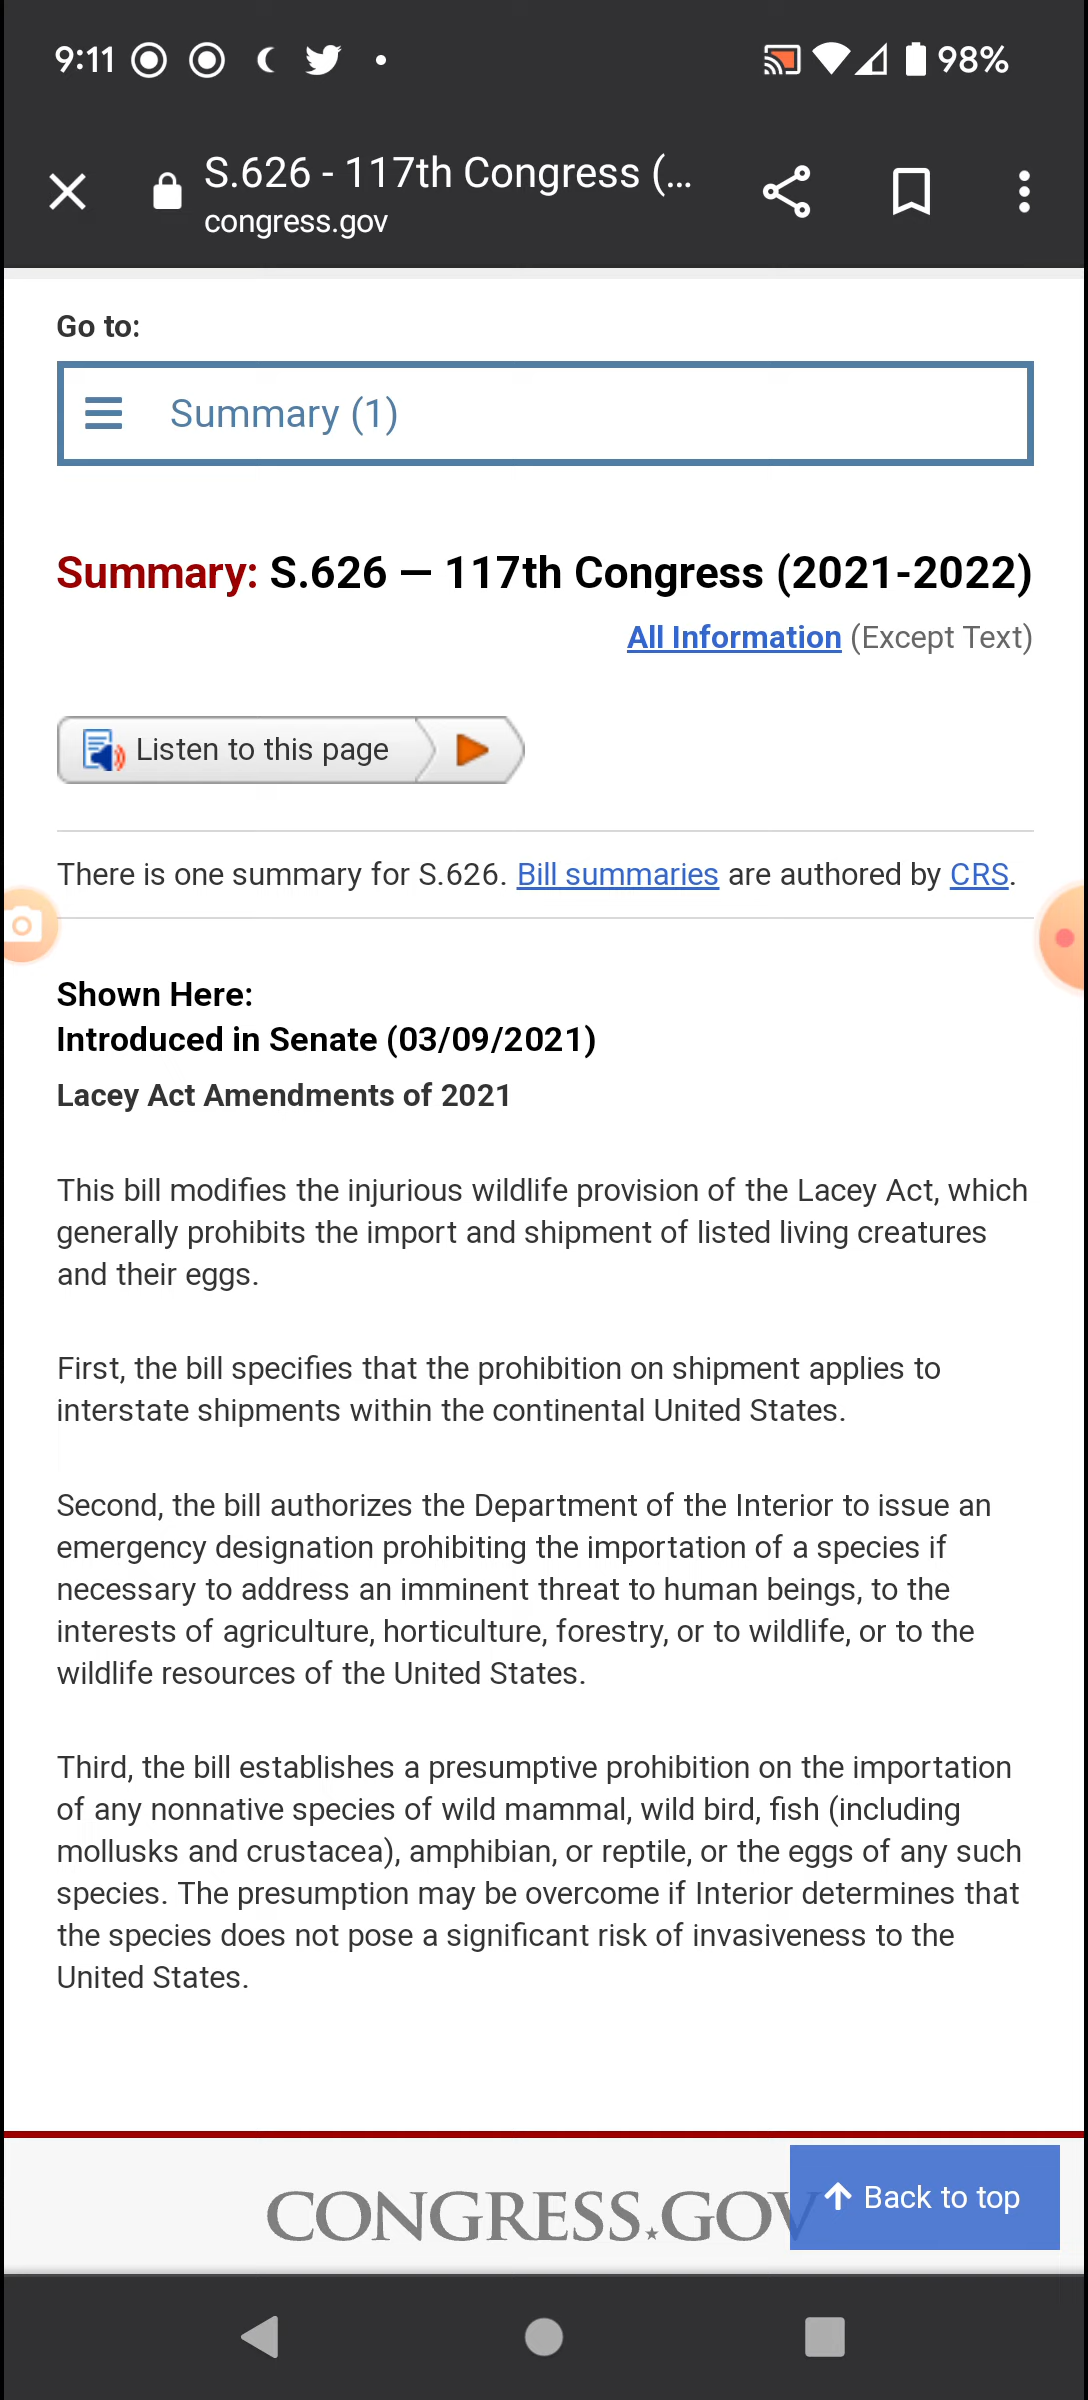 9:11
98%
S.626 - 117th Congress (...
congress.gov
Go to:
Summary (1)
Summary: S.626 — 117th Congress (2021-2022)
All Information (Except Text)
Listen to this page
There is one summary for S.626. Bill summaries are authored by CRS.
Shown Here:
Introduced in Senate (03/09/2021)
Lacey Act Amendments of 2021
This bill modifies the injurious wildlife provision of the Lacey Act, which
generally prohibits the import and shipment of listed living creatures
and their eggs.
First, the bill specifies that the prohibition on shipment applies to
interstate shipments within the continental United States.
Second, the bill authorizes the Department of the Interior to issue an
emergency designation prohibiting the importation of a species if
necessary to address an imminent threat to human beings, to the
interests of agriculture, horticulture, forestry, or to wildlife, or to the
wildlife resources of the United States.
Third, the bill establishes a presumptive prohibition on the importation
of any nonnative species of wild mammal, wild bird, fish (including
mollusks and crustacea), amphibian, or reptile, or the eggs of any such
species. The presumption may be overcome if Interior determines that
the species does not pose a significant risk of invasiveness to the
United States.
CONGRESS.GOV
Back to top